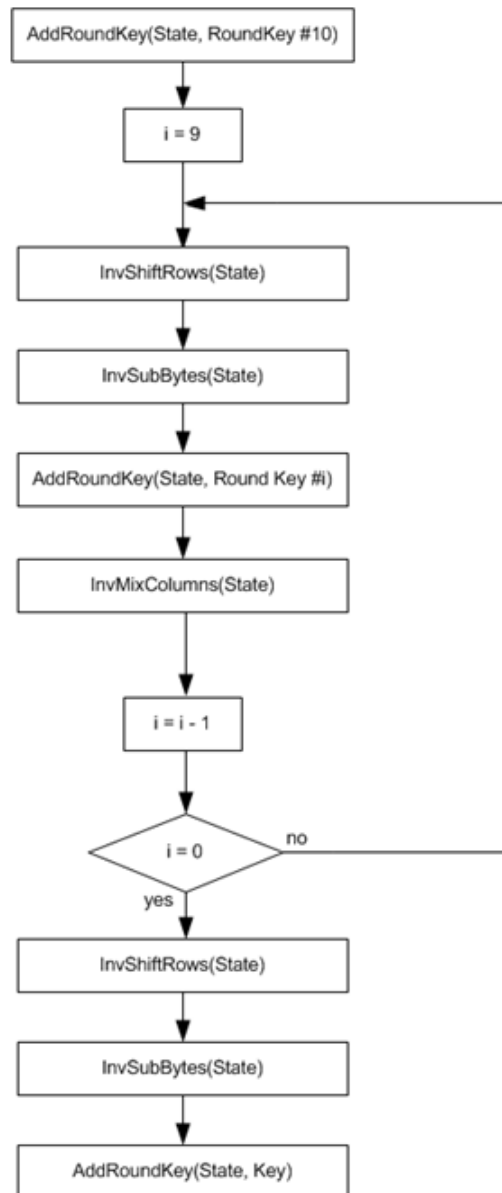 AddRoundKey(State, RoundKey #10)
i = 9
InvShiftRows(State)
InvSubBytes(State)
AddRoundKey(State, Round Key #i)
InvMixColumns(State)
i = i - 1
i = 0
no
yes
InvShiftRows(State)
InvSubBytes(State)
AddRoundKey(State, Key)